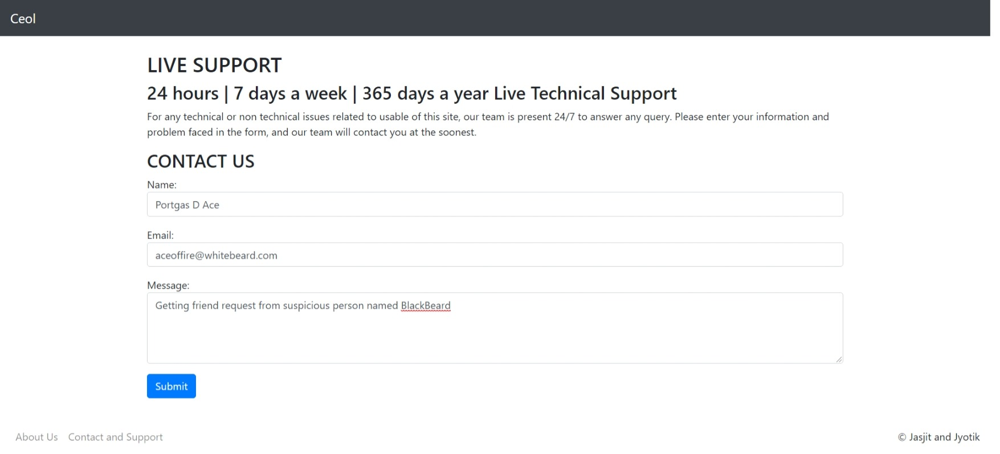 Ceol
LIVE SUPPORT
24 hours | 7 days a week | 365 days a year Live Technical Support
For any technical or non technical issues related to usable of this site, our team is present 24/7 to answer any query. Please enter your information and
problem faced in the form, and our team will contact you at the soonest.
CONTACT US
Name:
Portgas D Ace
Email:
aceoffire@whitebeard.com
Message:
Getting friend request from suspicious person named BlackBeard
Submit
About Us Contact and Support © Jasjit and Jyotik